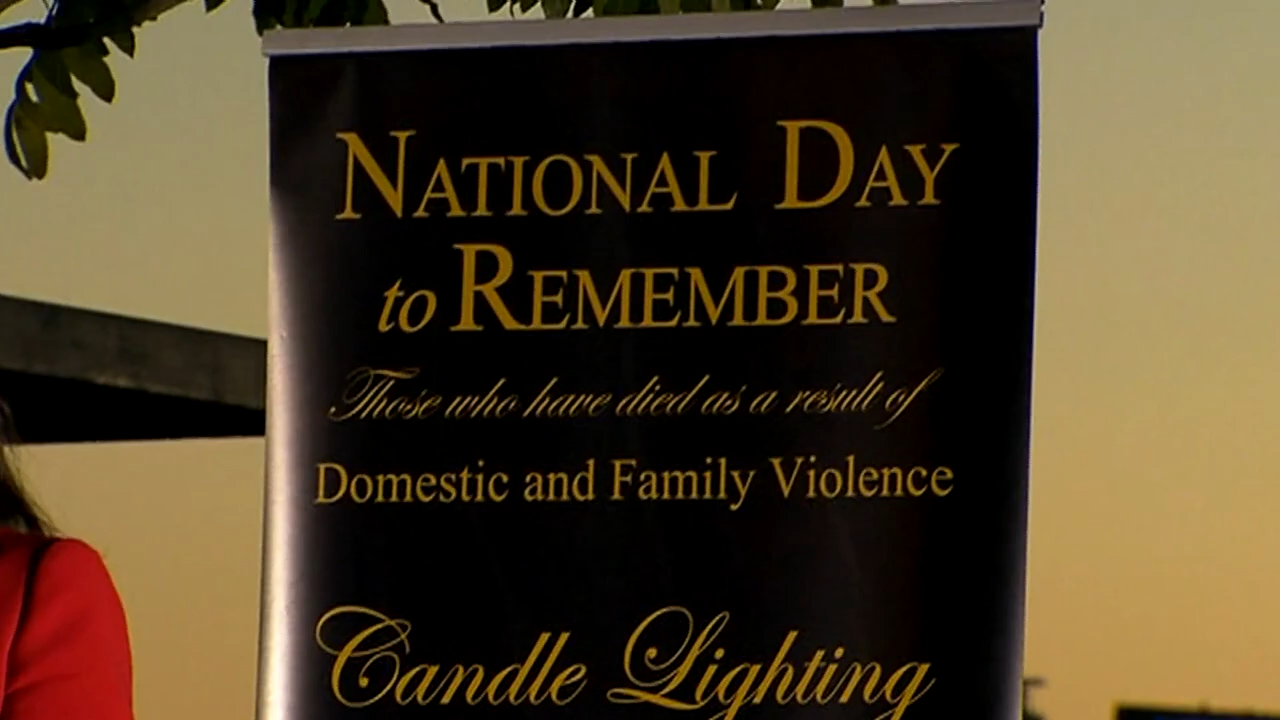 NATIONAL DAY
to REMEMBER
Those who have died as a result of
Domestic and Family Violence
Candle Lighting